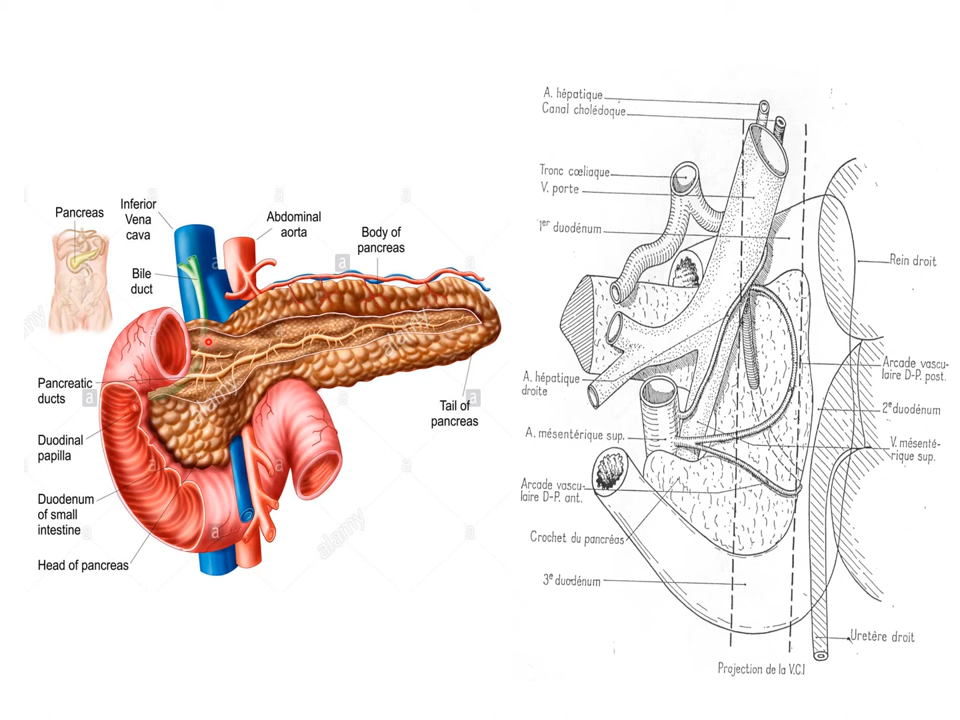 Pancreas
Inferior
Vena
cava
Abdominal
aorta
Body of
pancreas
Bile
duct
Pancreatic
ducts
Tail of
pancreas
Duodinal
papilla
Duodenum
of small
intestine
Head of pancreas
alamy
alamy
alamy
a
a
a
a
a
a
a
A. hépatique
Canal cholédoque
Tronc cœliaque
V. porte
1er duodénum
Rein droit
A. hépatique
droite
Arcade vascu-
laire D-P. post.
2e duodénum
A. mésentérique sup.
V. mésenté-
rique sup.
Arcade vascu-
laire D-P. ant.
Crochet du pancréas
3e duodénum
Uretère droit
Projection de la V.C.I